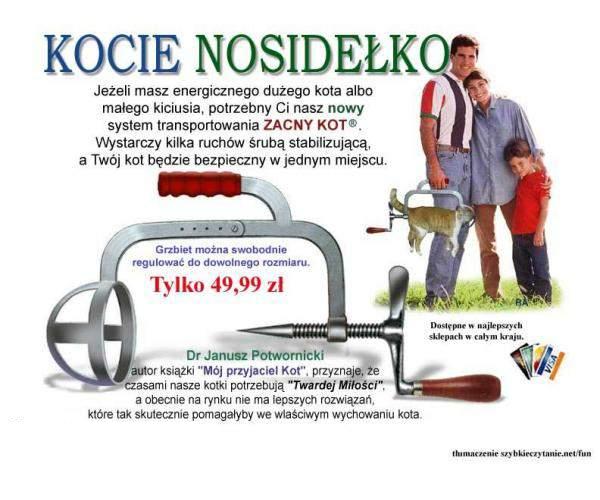 KOCIE NOSIDEŁKO
Jeżeli masz energicznego dużego kota albo
małego kiciusia, potrzebny Ci nasz nowy
system transportowania ZACNY KOT®.
Wystarczy kilka ruchów śrubą stabilizującą,
a Twój kot będzie bezpieczny w jednym miejscu.
Grzbiet można swobodnie
regulować do dowolnego rozmiaru.
Tylko 49,99 zł
Dostępne w najlepszych
sklepach w całym kraju.
VISA
Dr Janusz Potwornicki
autor książki "Mój przyjaciel Kot", przyznaje, że
czasami nasze kotki potrzebują "Twardej Miłości",
a obecnie na rynku nie ma lepszych rozwiązań,
które tak skutecznie pomagałyby we właściwym wychowaniu kota.
tłumaczenie szybkieczytanie.net/fun